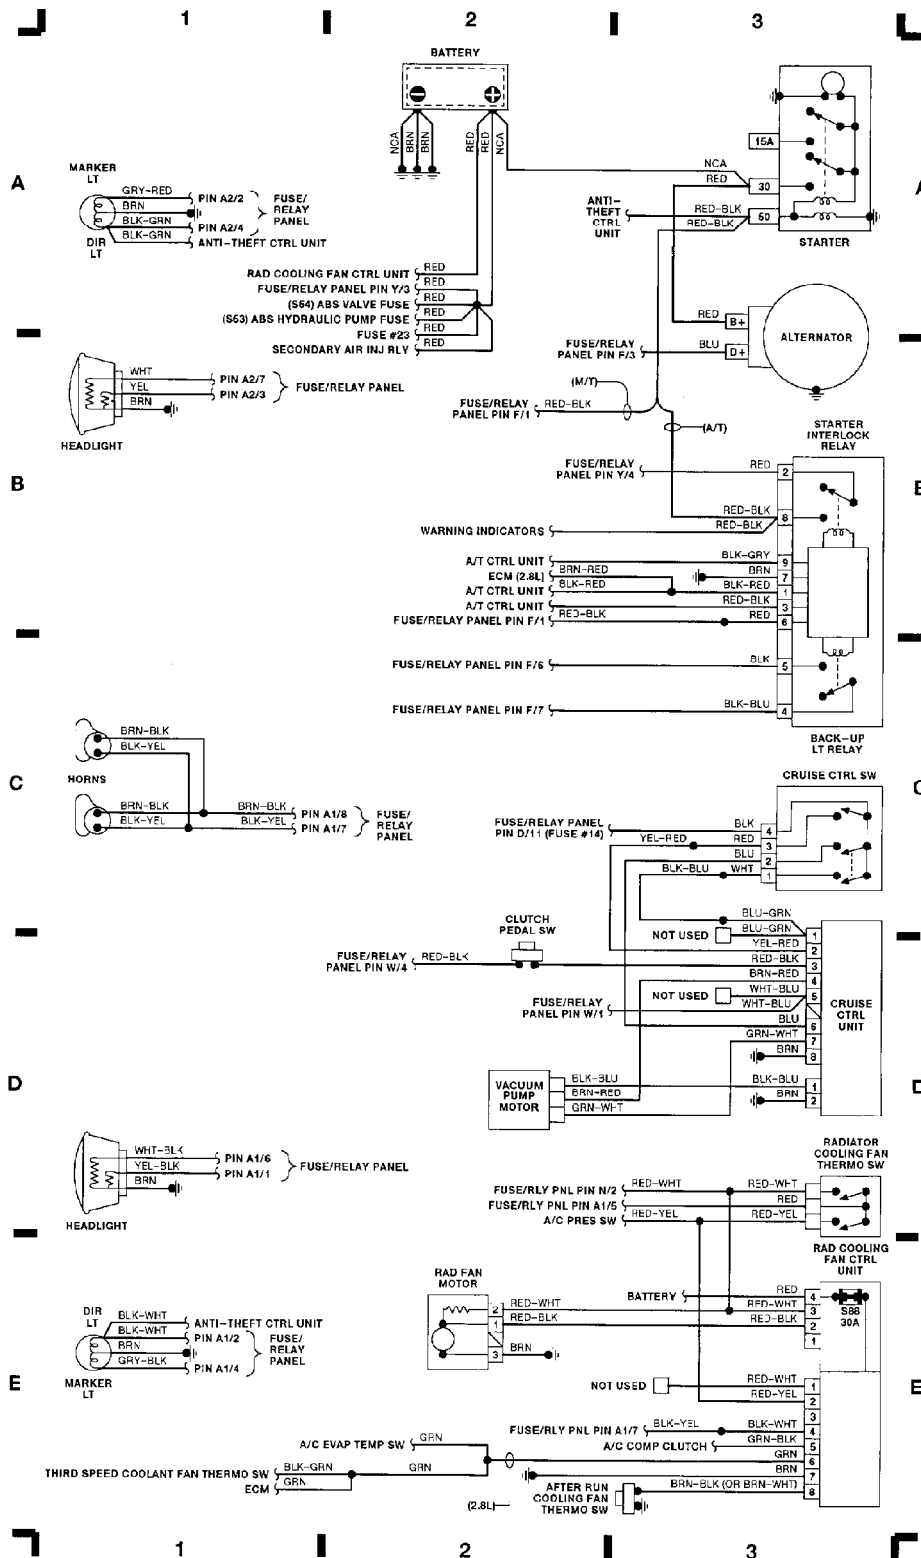 1 2 3
BATTERY
NCA BRN BRN RED RED NCA
15A
NCA
RED 30
ANTI-
THEFT
CTRL
UNIT
RED-BLK 50
RED-BLK
STARTER
A
A
MARKER
LT
GRY-RED PIN A2/2
BRN
BLK-GRN PIN A2/4
BLK-GRN ANTI-THEFT CTRL UNIT
FUSE/
RELAY
PANEL
DIR
LT
RAD COOLING FAN CTRL UNIT RED
FUSE/RELAY PANEL PIN Y/3 RED
(S54) ABS VALVE FUSE RED
(S53) ABS HYDRAULIC PUMP FUSE RED
FUSE #23 RED
SECONDARY AIR INJ RLY RED
RED B+
ALTERNATOR
FUSE/RELAY
PANEL PIN F/3
BLU D+
WHT PIN A2/7
YEL PIN A2/3
BRN
FUSE/RELAY PANEL
HEADLIGHT
(M/T)
FUSE/RELAY
PANEL PIN F/1
RED-BLK
(A/T)
STARTER
INTERLOCK
RELAY
B
B
FUSE/RELAY
PANEL PIN Y/4
RED 2
RED-BLK 8
WARNING INDICATORS RED-BLK
A/T CTRL UNIT BLK-GRY 9
ECM (2.8L) BRN-RED BRN 7
A/T CTRL UNIT BLK-RED BLK-RED 1
A/T CTRL UNIT RED-BLK 3
FUSE/RELAY PANEL PIN F/1 RED-BLK RED 6
FUSE/RELAY PANEL PIN F/6 BLK 5
FUSE/RELAY PANEL PIN F/7 BLK-BLU 4
BACK-UP
LT RELAY
C
C
BRN-BLK
BLK-YEL
HORNS
BRN-BLK BRN-BLK PIN A1/8
BLK-YEL BLK-YEL PIN A1/7
FUSE/
RELAY
PANEL
CRUISE CTRL SW
FUSE/RELAY PANEL
PIN D/11 (FUSE #14)
BLK 4
YEL-RED RED 3
BLU 2
BLK-BLU WHT 1
CLUTCH
PEDAL SW
FUSE/RELAY
PANEL PIN W/4
RED-BLK
BLU-GRN
NOT USED BLU-GRN 1
YEL-RED 2
RED-BLK 3
BRN-RED 4
NOT USED WHT-BLU 5
WHT-BLU
FUSE/RELAY
PANEL PIN W/1
BLU 6
GRN-WHT 7
BRN 8
BLK-BLU 1
BRN 2
CRUISE
CTRL
UNIT
D
D
VACUUM
PUMP
MOTOR
BLK-BLU
BRN-RED
GRN-WHT
WHT-BLK PIN A1/6
YEL-BLK PIN A1/1
BRN
FUSE/RELAY PANEL
HEADLIGHT
RADIATOR
COOLING FAN
THERMO SW
FUSE/RLY PNL PIN N/2 RED-WHT RED-WHT
FUSE/RLY PNL PIN A1/5 RED
A/C PRES SW RED-YEL RED-YEL
RAD COOLING
FAN CTRL
UNIT
RAD FAN
MOTOR
2 RED-WHT
1 RED-BLK
3 BRN
BATTERY RED 4
RED-WHT 3
RED-BLK 2
1
S88
30A
DIR
LT
BLK-WHT ANTI-THEFT CTRL UNIT
BLK-WHT PIN A1/2
BRN
GRY-BLK PIN A1/4
FUSE/
RELAY
PANEL
MARKER
LT
E
E
NOT USED RED-WHT 1
RED-YEL 2
3
FUSE/RLY PNL PIN A1/7 BLK-YEL BLK-WHT 4
A/C COMP CLUTCH GRN-BLK 5
A/C EVAP TEMP SW GRN
GRN 6
THIRD SPEED COOLANT FAN THERMO SW BLK-GRN GRN
ECM GRN
BRN 7
BRN-BLK (OR BRN-WHT) 8
AFTER RUN
COOLING FAN
THERMO SW
(2.8L)
1 2 3